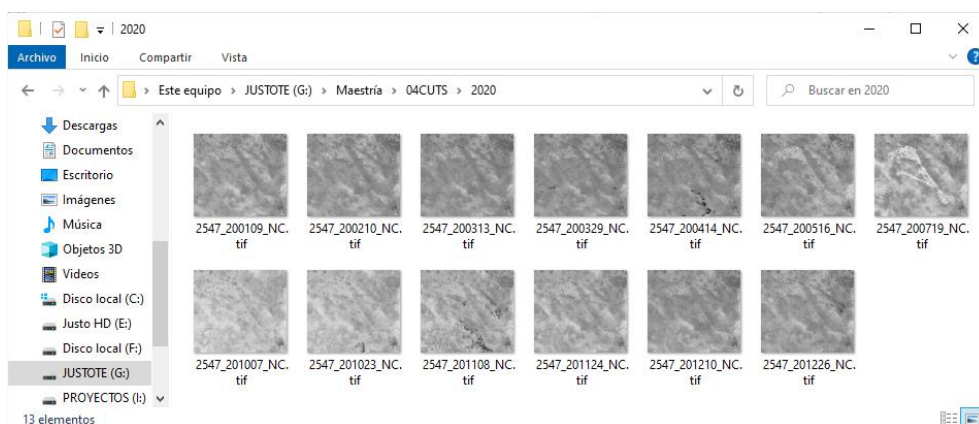 2020
Archivo Inicio Compartir Vista
Este equipo › JUSTOTE (G:) › Maestría › 04CUTS › 2020
Buscar en 2020
Descargas
Documentos
Escritorio
Imágenes
Música
Objetos 3D
Videos
Disco local (C:)
Justo HD (E:)
Disco local (F:)
JUSTOTE (G:)
PROYECTOS (I:)
2547_200109_NC.
tif
2547_200210_NC.
tif
2547_200313_NC.
tif
2547_200329_NC.
tif
2547_200414_NC.
tif
2547_200516_NC.
tif
2547_200719_NC.
tif
2547_201007_NC.
tif
2547_201023_NC.
tif
2547_201108_NC.
tif
2547_201124_NC.
tif
2547_201210_NC.
tif
2547_201226_NC.
tif
13 elementos